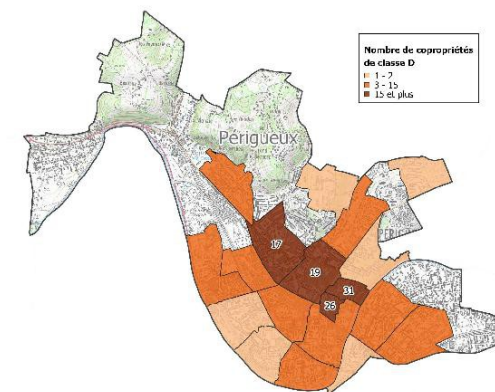 Nombre de copropriétés
de classe D
1 - 2
3 - 15
15 et plus
Périgueux
17
19
31
26